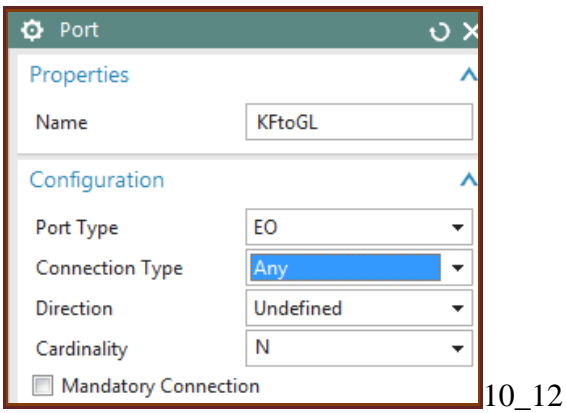 Port
Properties
Name KFtoGL
Configuration
Port Type EO
Connection Type Any
Direction Undefined
Cardinality N
Mandatory Connection
10_12